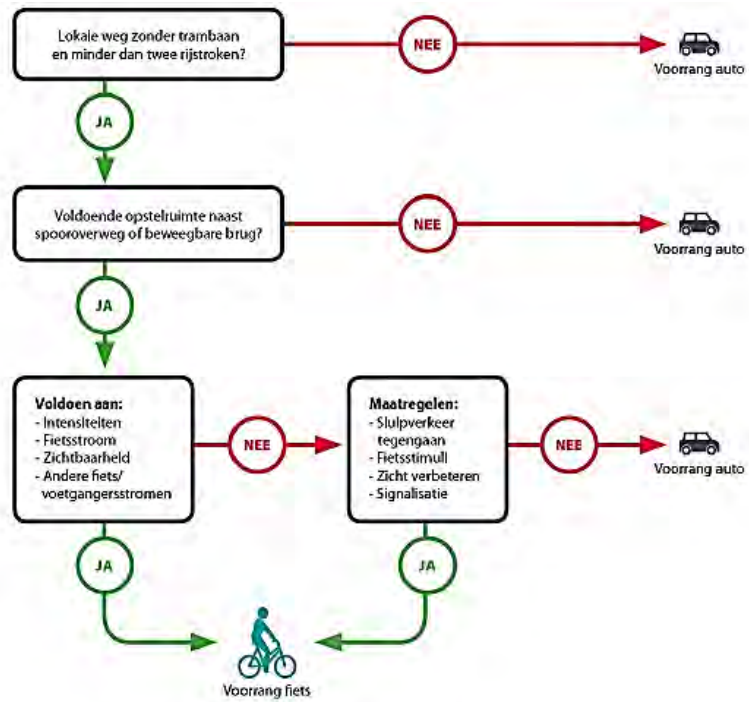 Lokale weg zonder trambaan
en minder dan twee rijstroken?
NEE
Voorrang auto
JA
Voldoende opstelruimte naast
spooroverweg of beweegbare brug?
NEE
Voorrang auto
JA
Voldoen aan:
- Intensiteiten
- Fietsstroom
- Zichtbaarheid
- Andere fiets/
voetgangersstromen
NEE
Maatregelen:
- Sluipverkeer
tegengaan
- Fietsstimuli
- Zicht verbeteren
- Signalisatie
NEE
Voorrang auto
JA
JA
Voorrang fiets